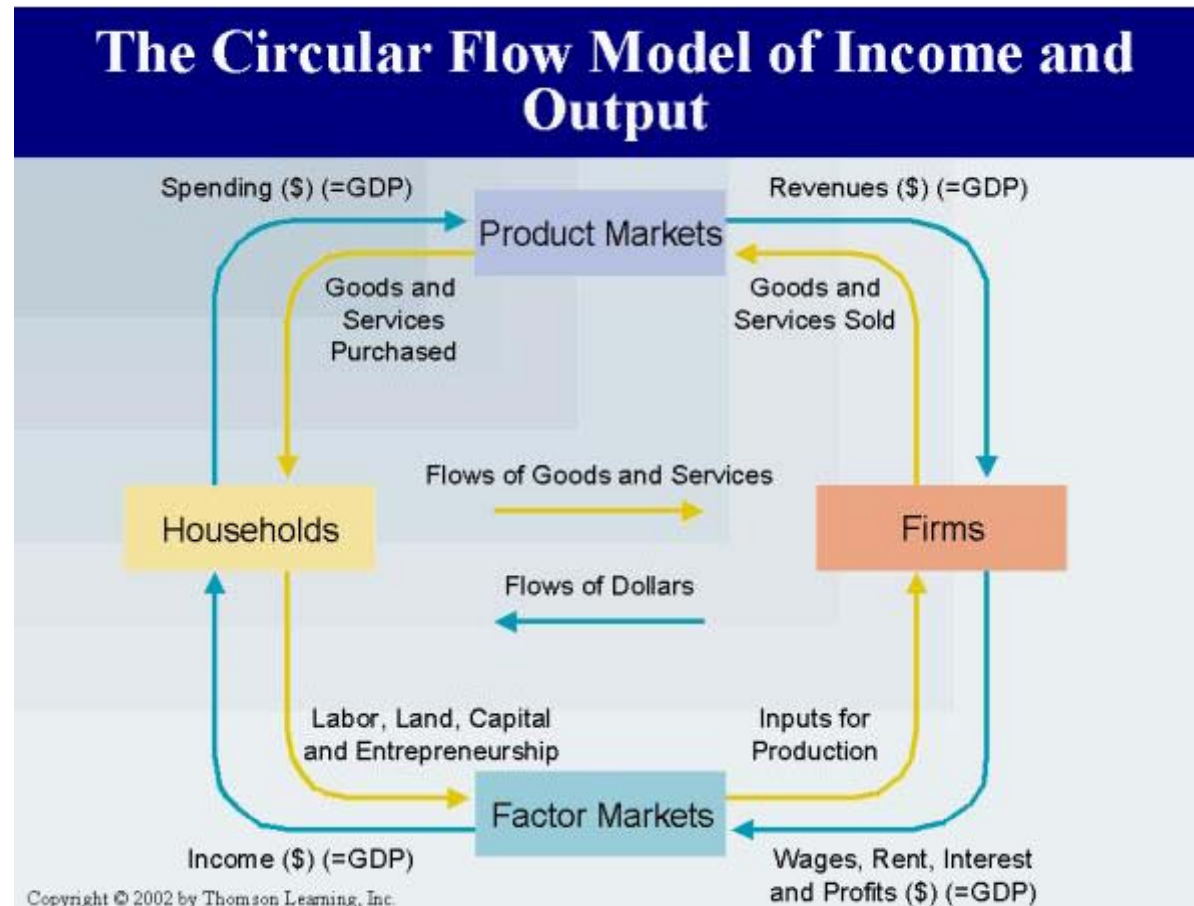 The Circular Flow Model of Income and
Output
Spending ($) (=GDP)
Revenues ($) (=GDP)
Product Markets
Goods and
Services
Purchased
Goods and
Services Sold
Flows of Goods and Services
Households
Firms
Flows of Dollars
Labor, Land, Capital
and Entrepreneurship
Inputs for
Production
Factor Markets
Income ($) (=GDP)
Wages, Rent, Interest
and Profits ($) (=GDP)
Copyright © 2002 by Thomson Learning, Inc.